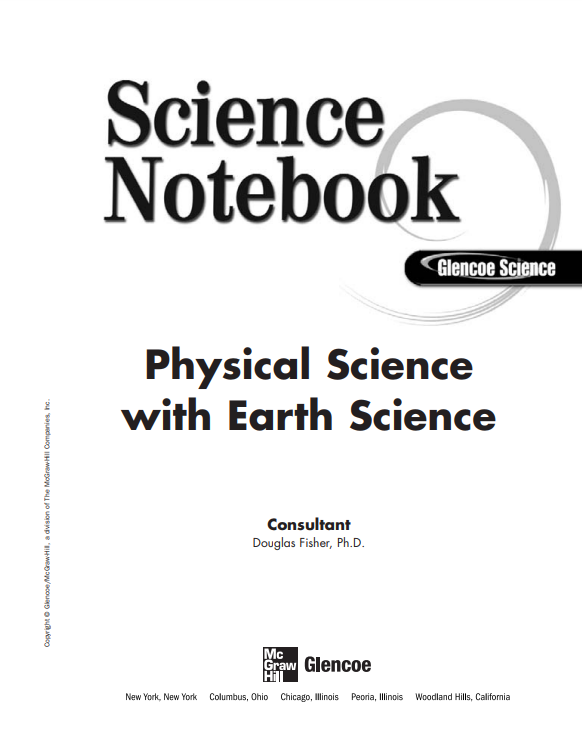 Science
Notebook
Glencoe Science
Physical Science
with Earth Science
Consultant
Douglas Fisher, Ph.D.
Copyright © Glencoe/McGraw-Hill, a division of The McGraw-Hill Companies, Inc.
Mc
Graw
Hill
Glencoe
New York, New York Columbus, Ohio Chicago, Illinois Peoria, Illinois Woodland Hills, California